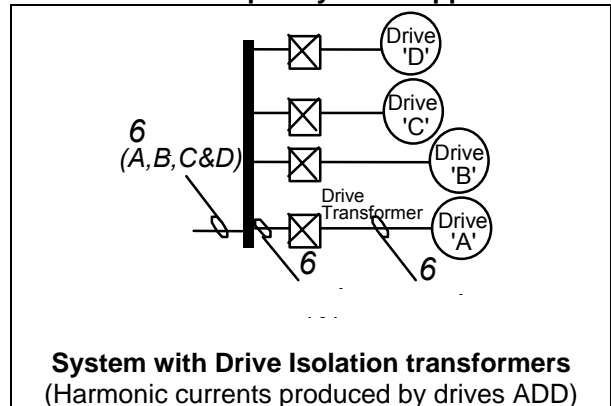 Drive
'D'
Drive
'C'
6
(A,B,C&D)
Drive
'B'
Drive
Transformer
Drive
'A'
6
6
System with Drive Isolation transformers
(Harmonic currents produced by drives ADD)